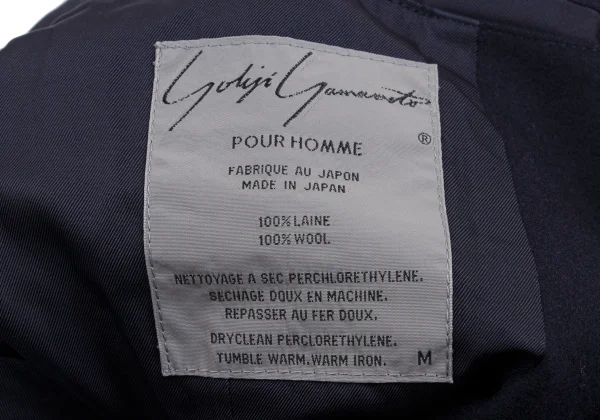 Yohji Yamamoto
®
POUR HOMME
FABRIQUE AU JAPON
MADE IN JAPAN
100% LAINE
100% WOOL
NETTOYAGE A SEC PERCHLORETHYLENE.
SECHAGE DOUX EN MACHINE.
REPASSER AU FER DOUX.
DRYCLEAN PERCLORETHYLENE.
TUMBLE WARM.WARM IRON.
M